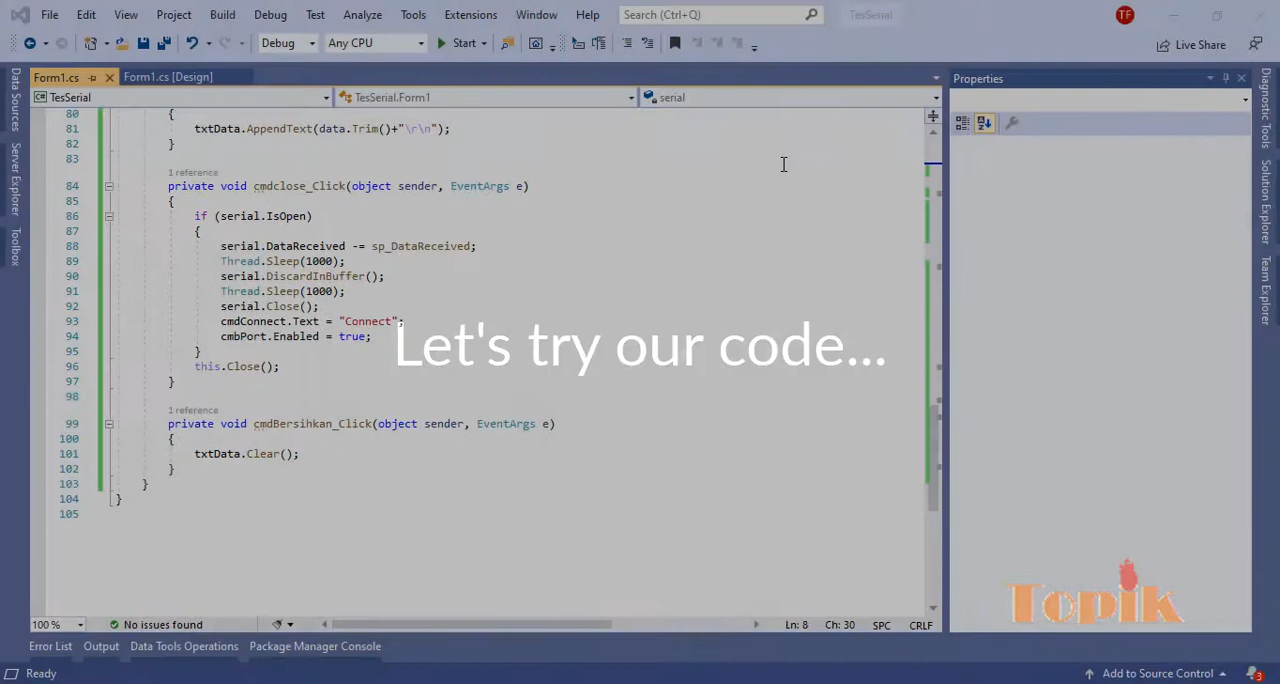 File Edit View Project Build Debug Test Analyze Tools Extensions Window Help Search (Ctrl+Q) TesSerial TF
Debug Any CPU Start Live Share
Form1.cs Form1.cs [Design] Properties
TesSerial TesSerial.Form1 serial
Data Sources
Server Explorer
Toolbox
80 {
81 txtData.AppendText(data.Trim()+"\r\n");
82 }
83
1 reference
84 private void cmdclose_Click(object sender, EventArgs e)
85 {
86 if (serial.IsOpen)
87 {
88 serial.DataReceived -= sp_DataReceived;
89 Thread.Sleep(1000);
90 serial.DiscardInBuffer();
91 Thread.Sleep(1000);
92 serial.Close();
93 cmdConnect.Text = "Connect";
94 cmbPort.Enabled = true;
95 }
96 this.Close();
97 }
98
1 reference
99 private void cmdBersihkan_Click(object sender, EventArgs e)
100 {
101 txtData.Clear();
102 }
103 }
104 }
105
Let's try our code...
Diagnostic Tools
Solution Explorer
Team Explorer
Topik
100 % No issues found Ln: 8 Ch: 30 SPC CRLF
Error List Output Data Tools Operations Package Manager Console
Ready Add to Source Control 3